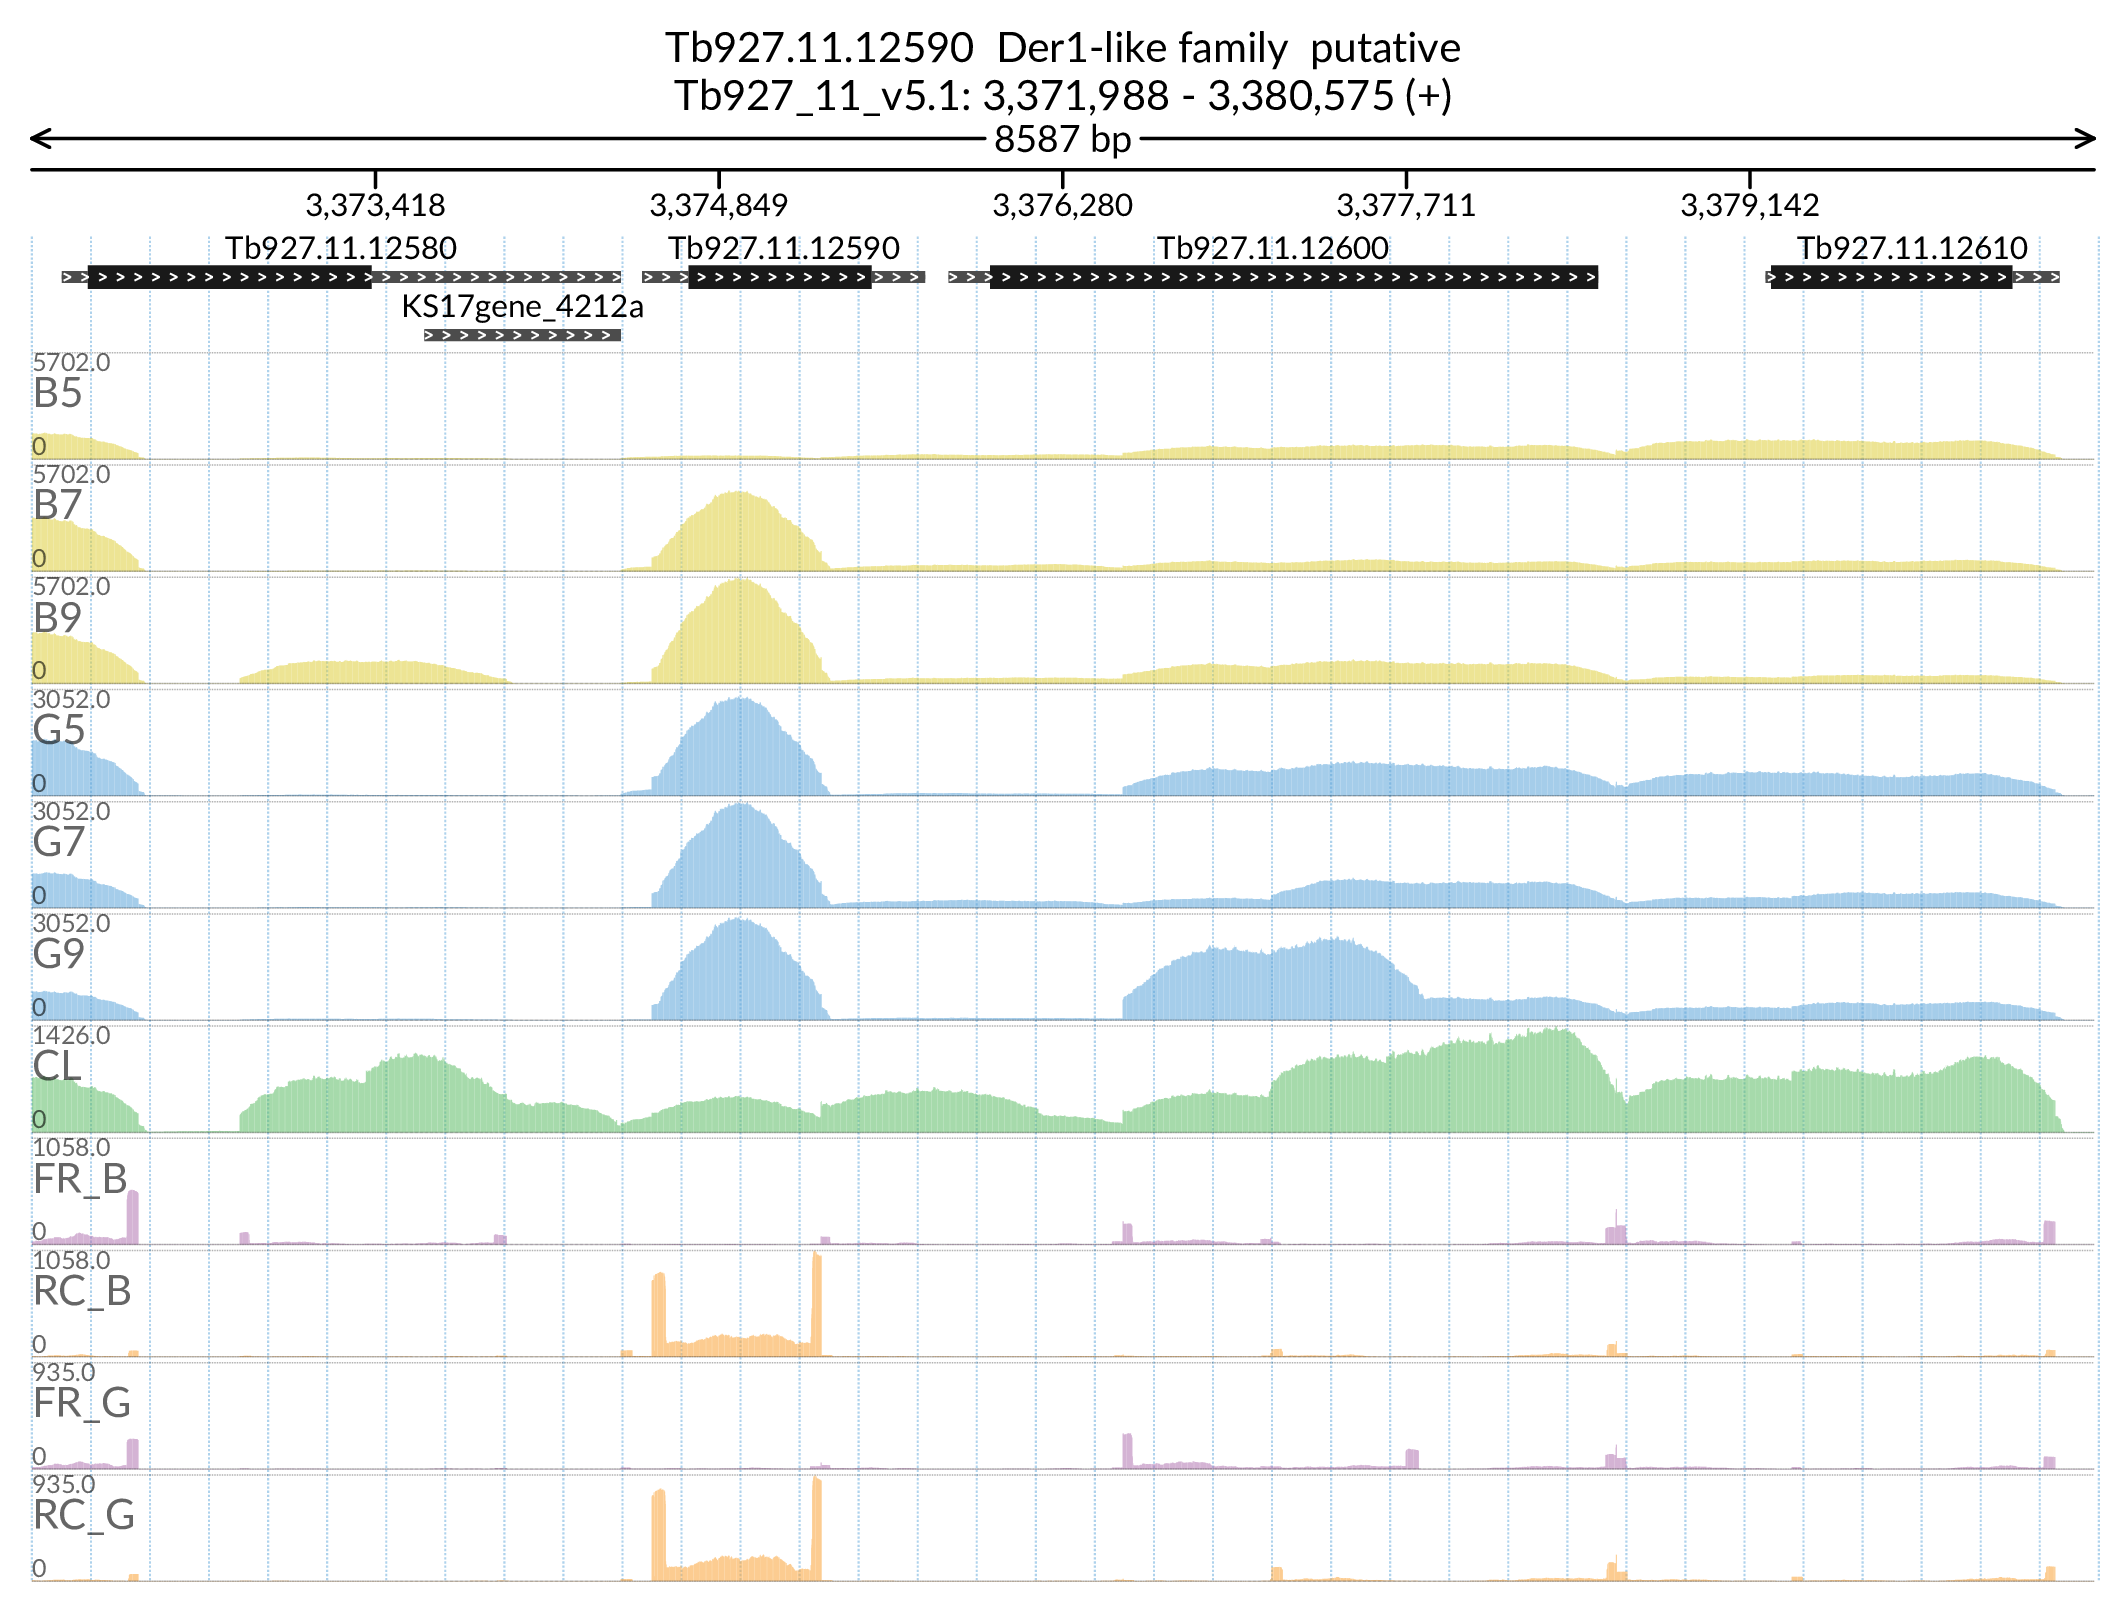 Tb927.11.12590  Der1-like family  putative
Tb927_11_v5.1: 3,371,988 - 3,380,575 (+)
8587 bp
3,373,418 3,374,849 3,376,280 3,377,711 3,379,142
Tb927.11.12580 Tb927.11.12590 Tb927.11.12600 Tb927.11.12610
KS17gene_4212a
5702.0
B5
0
5702.0
B7
0
5702.0
B9
0
3052.0
G5
0
3052.0
G7
0
3052.0
G9
0
1426.0
CL
0
1058.0
FR_B
0
1058.0
RC_B
0
935.0
FR_G
0
935.0
RC_G
0